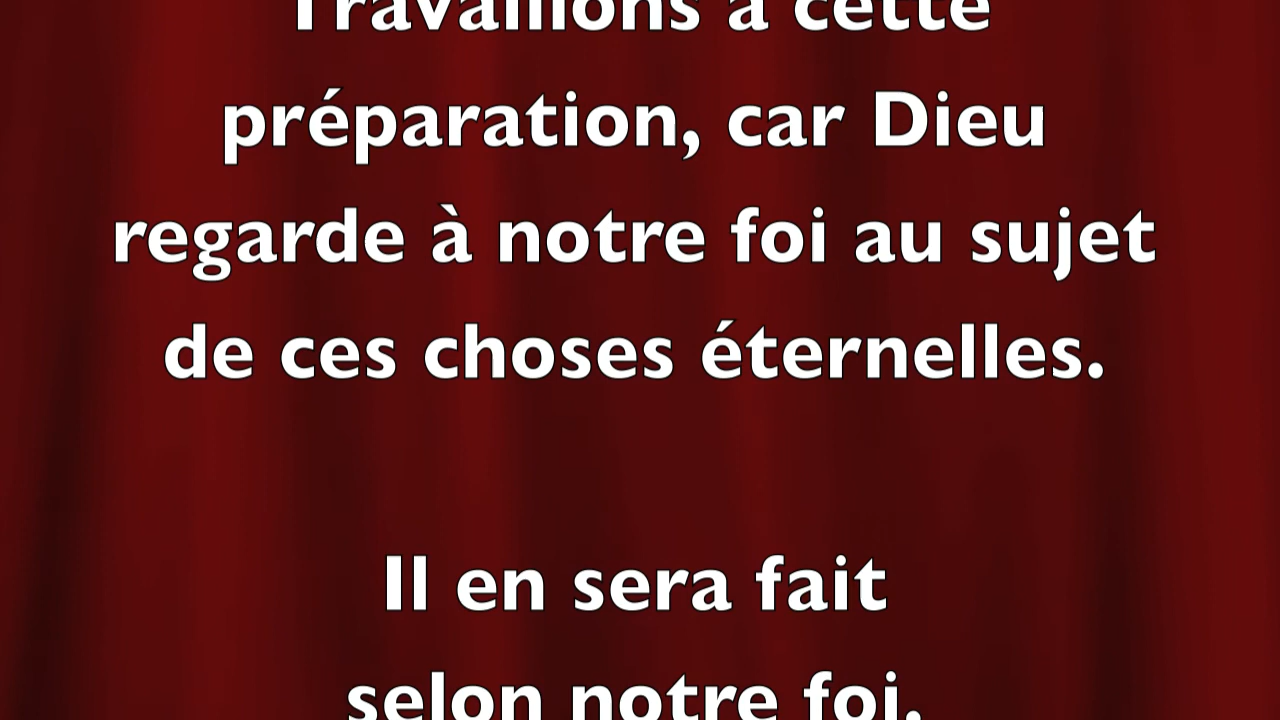 Travaillons à cette
préparation, car Dieu
regarde à notre foi au sujet
de ces choses éternelles.
Il en sera fait
selon notre foi.